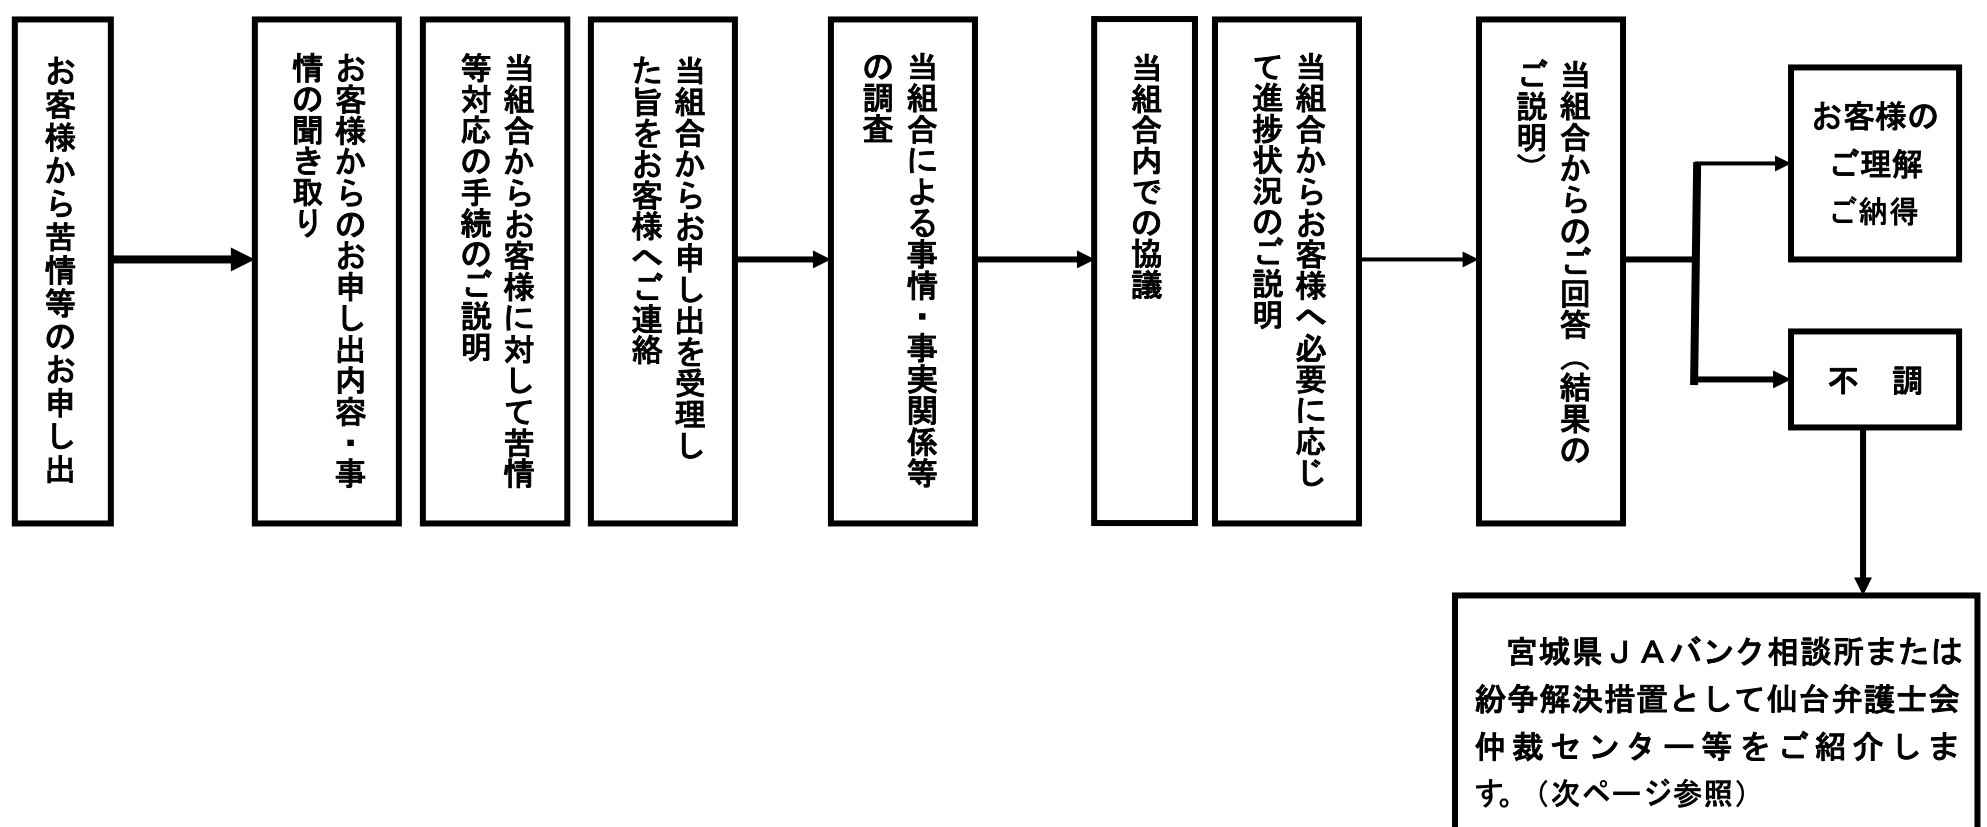 お客様から苦情等のお申し出
お客様からのお申し出内容・事
情の聞き取り
当組合からお客様に対して苦情
等対応の手続のご説明
当組合からお申し出を受理し
た旨をお客様へご連絡
当組合による事情・事実関係等
の調査
当組合内での協議
当組合からお客様へ必要に応じ
て進捗状況のご説明
当組合からのご回答（結果の
ご説明）
お客様の
ご理解
ご納得
不　調
宮城県ＪＡバンク相談所または
紛争解決措置として仙台弁護士会
仲裁センター等をご紹介しま
す。（次ページ参照）